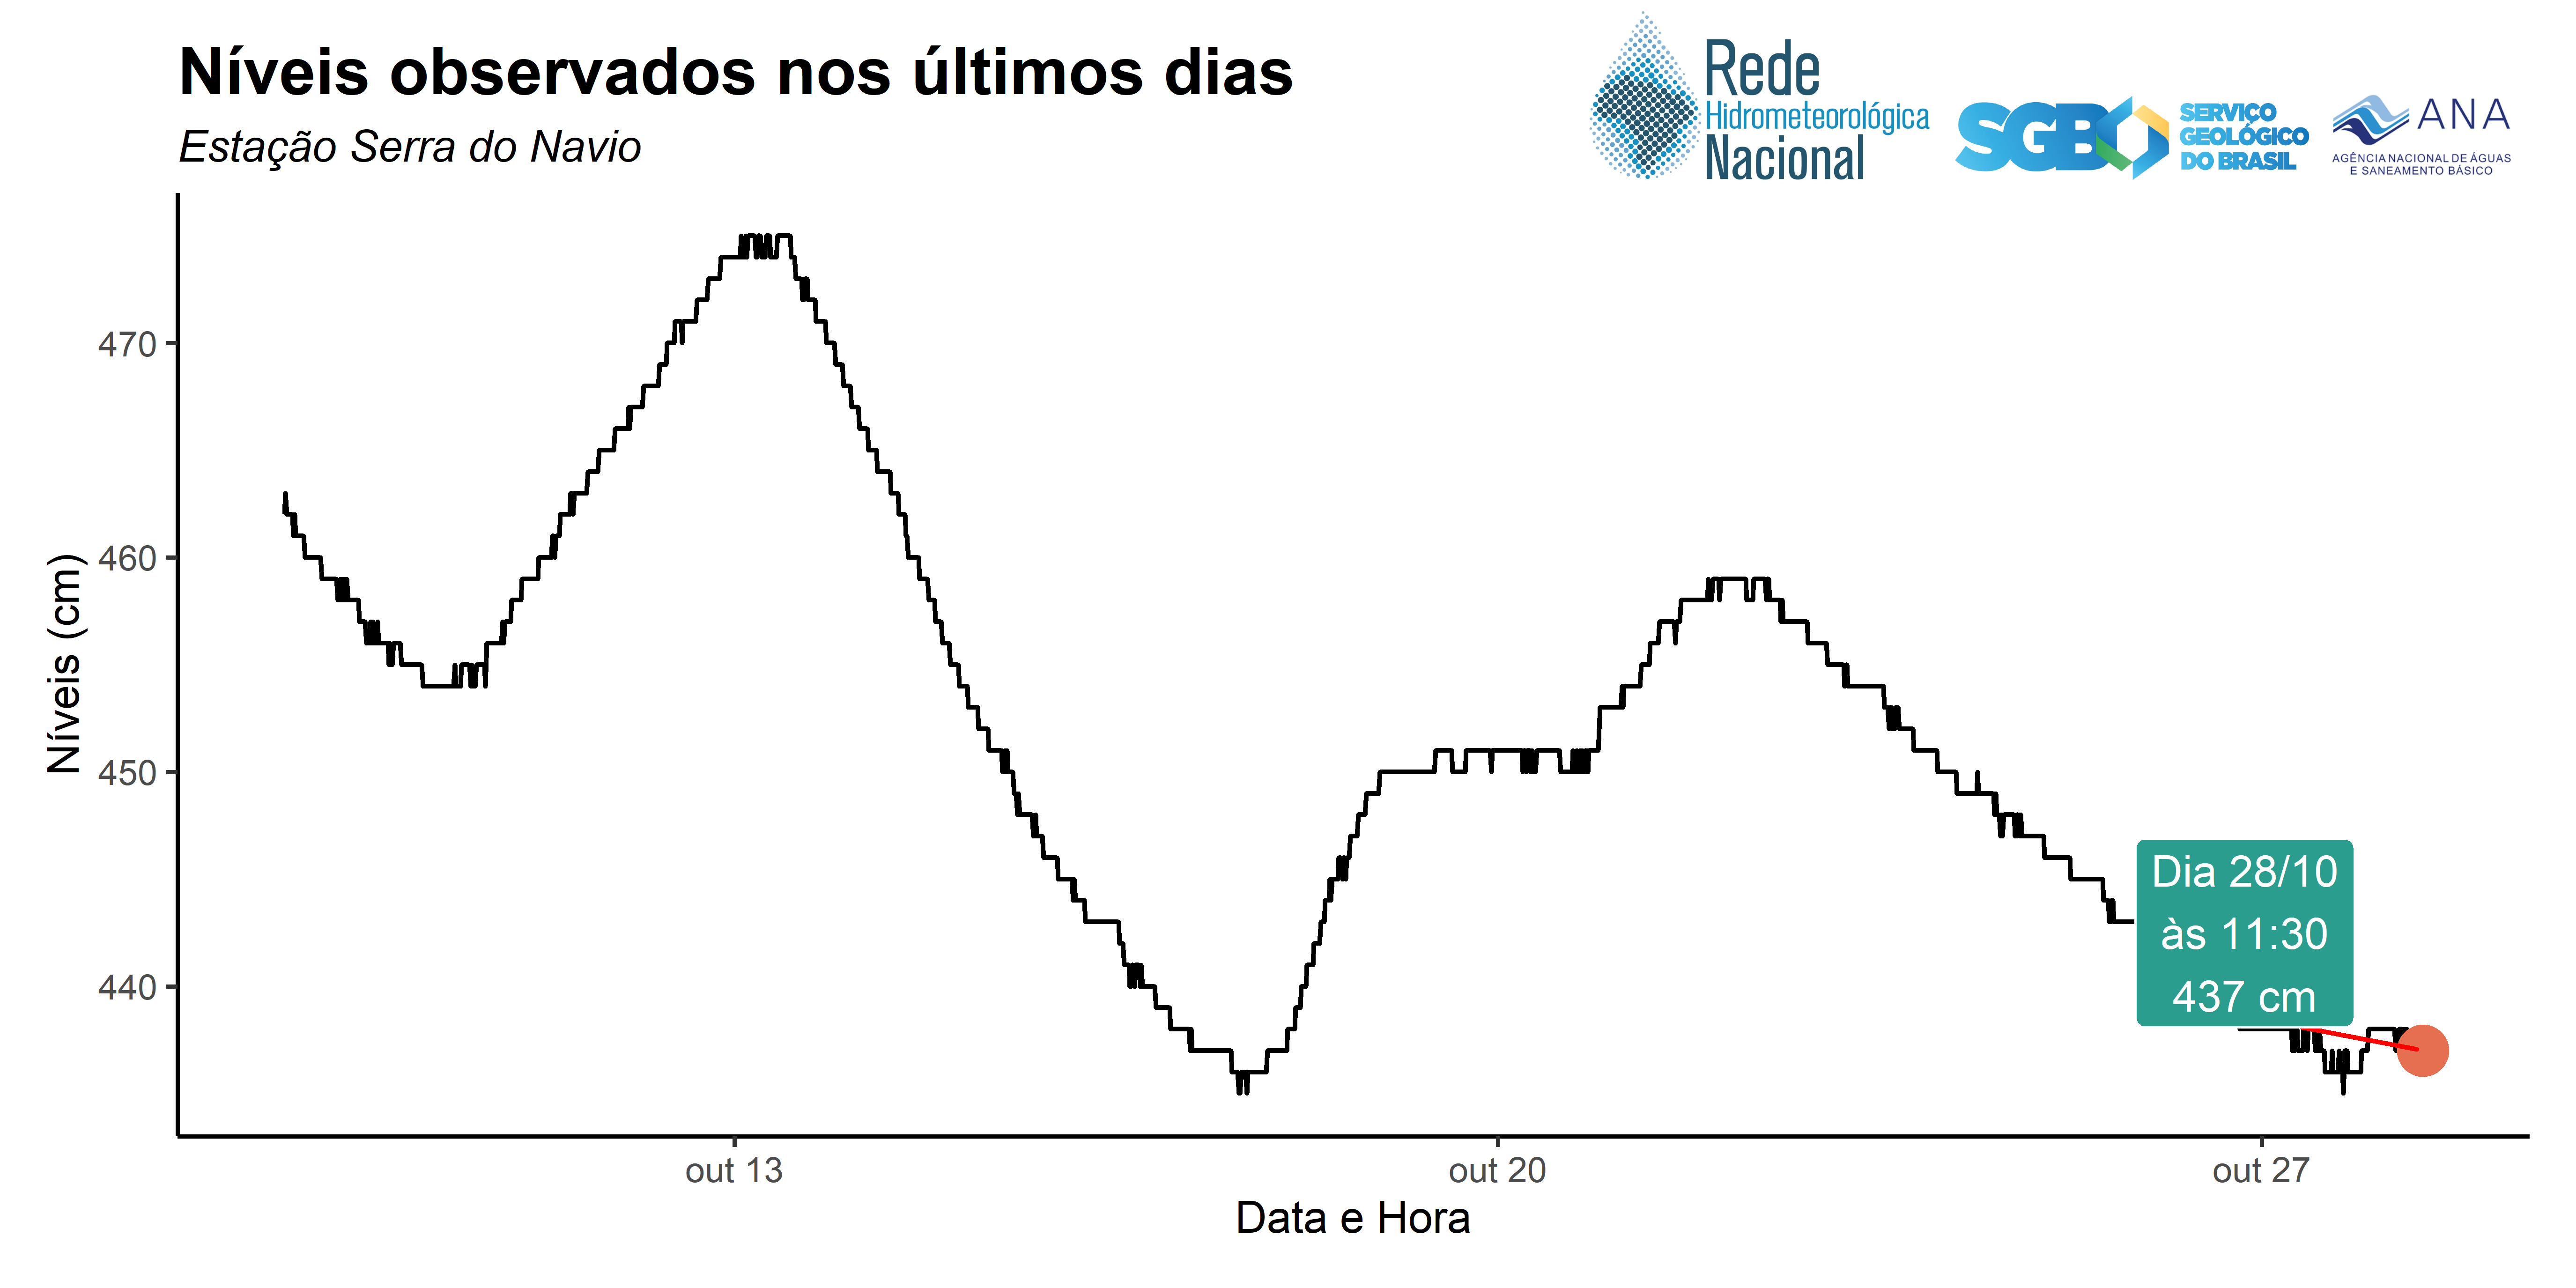 Níveis observados nos últimos dias
Estação Serra do Navio
Rede
Hidrometeorológica
Nacional
SGB
SERVIÇO
GEOLÓGICO
DO BRASIL
ANA
AGÊNCIA NACIONAL DE ÁGUAS
E SANEAMENTO BÁSICO
Níveis (cm)
470
460
450
440
Dia 28/10
às 11:30
437 cm
out 13
out 20
out 27
Data e Hora